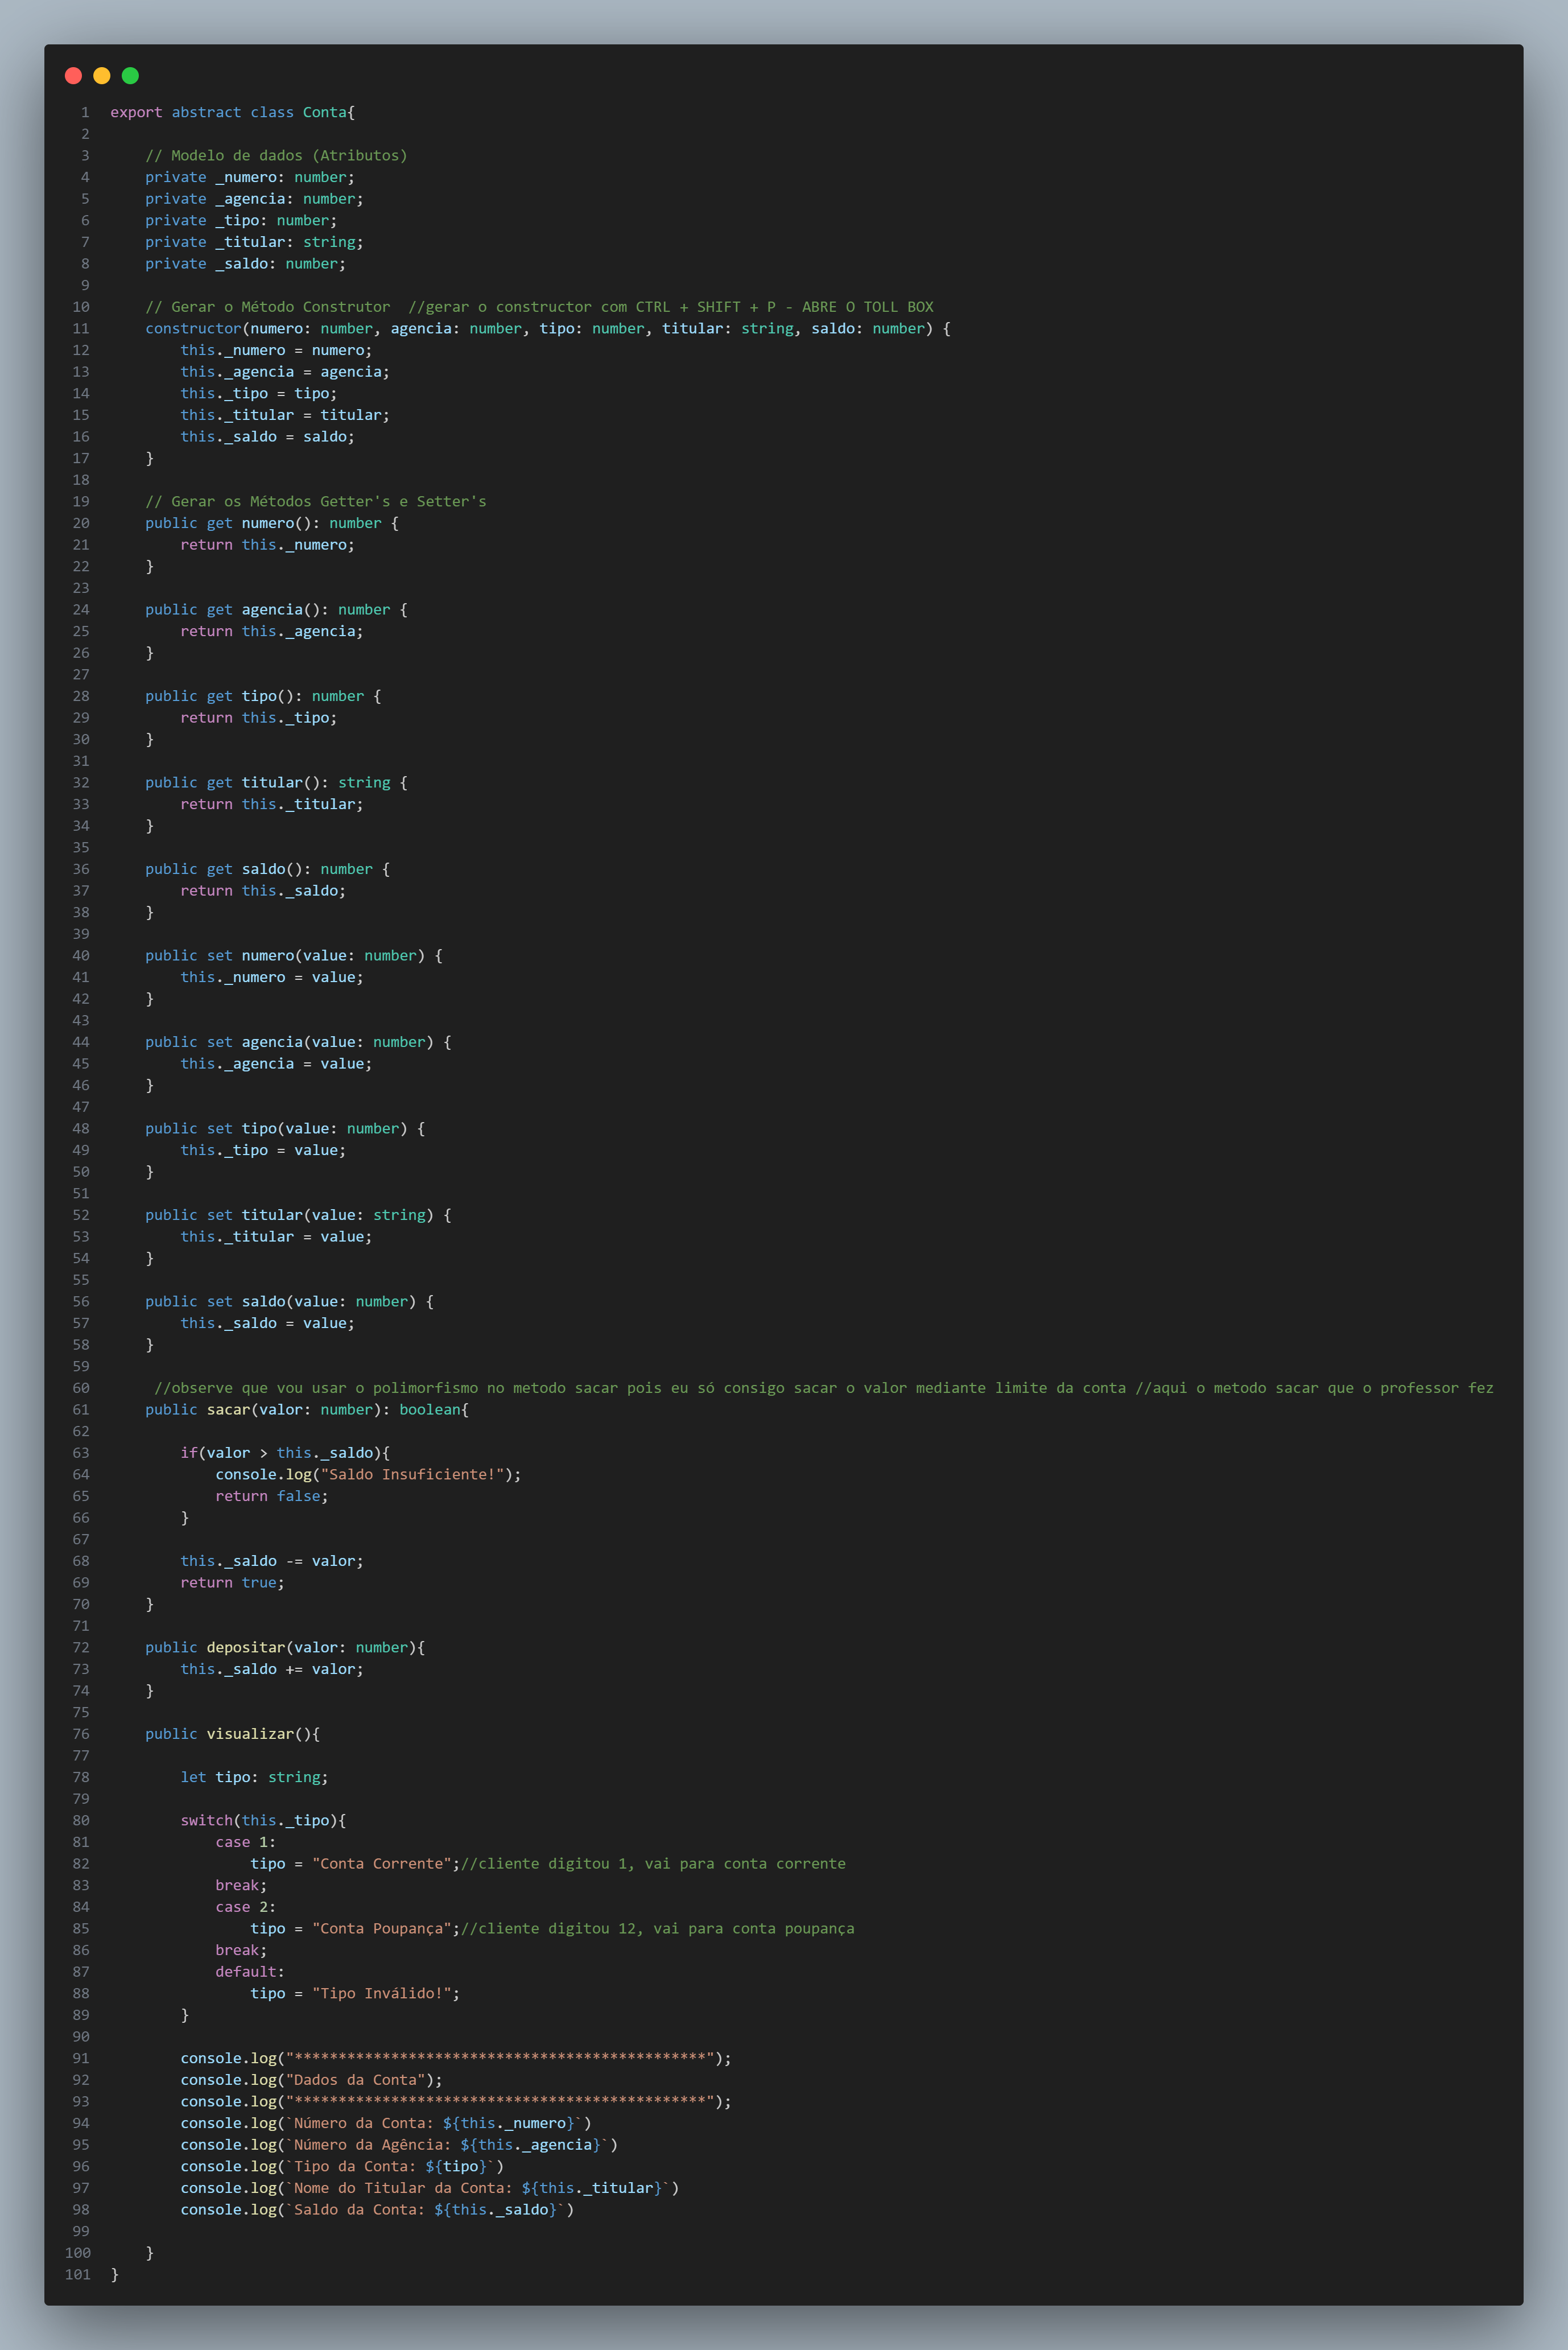 1 export abstract class Conta{
2
3     // Modelo de dados (Atributos)
4     private _numero: number;
5     private _agencia: number;
6     private _tipo: number;
7     private _titular: string;
8     private _saldo: number;
9
10     // Gerar o Método Construtor  //gerar o constructor com CTRL + SHIFT + P - ABRE O TOLL BOX
11     constructor(numero: number, agencia: number, tipo: number, titular: string, saldo: number) {
12         this._numero = numero;
13         this._agencia = agencia;
14         this._tipo = tipo;
15         this._titular = titular;
16         this._saldo = saldo;
17     }
18
19     // Gerar os Métodos Getter's e Setter's
20     public get numero(): number {
21         return this._numero;
22     }
23
24     public get agencia(): number {
25         return this._agencia;
26     }
27
28     public get tipo(): number {
29         return this._tipo;
30     }
31
32     public get titular(): string {
33         return this._titular;
34     }
35
36     public get saldo(): number {
37         return this._saldo;
38     }
39
40     public set numero(value: number) {
41         this._numero = value;
42     }
43
44     public set agencia(value: number) {
45         this._agencia = value;
46     }
47
48     public set tipo(value: number) {
49         this._tipo = value;
50     }
51
52     public set titular(value: string) {
53         this._titular = value;
54     }
55
56     public set saldo(value: number) {
57         this._saldo = value;
58     }
59
60      //observe que vou usar o polimorfismo no metodo sacar pois eu só consigo sacar o valor mediante limite da conta //aqui o metodo sacar que o professor fez
61     public sacar(valor: number): boolean{
62
63         if(valor > this._saldo){
64             console.log("Saldo Insuficiente!");
65             return false;
66         }
67
68         this._saldo -= valor;
69         return true;
70     }
71
72     public depositar(valor: number){
73         this._saldo += valor;
74     }
75
76     public visualizar(){
77
78         let tipo: string;
79
80         switch(this._tipo){
81             case 1:
82                 tipo = "Conta Corrente";//cliente digitou 1, vai para conta corrente
83             break;
84             case 2:
85                 tipo = "Conta Poupança";//cliente digitou 12, vai para conta poupança
86             break;
87             default:
88                 tipo = "Tipo Inválido!";
89         }
90
91         console.log("***********************************************");
92         console.log("Dados da Conta");
93         console.log("***********************************************");
94         console.log(`Número da Conta: ${this._numero}`)
95         console.log(`Número da Agência: ${this._agencia}`)
96         console.log(`Tipo da Conta: ${tipo}`)
97         console.log(`Nome do Titular da Conta: ${this._titular}`)
98         console.log(`Saldo da Conta: ${this._saldo}`)
99
100     }
101 }